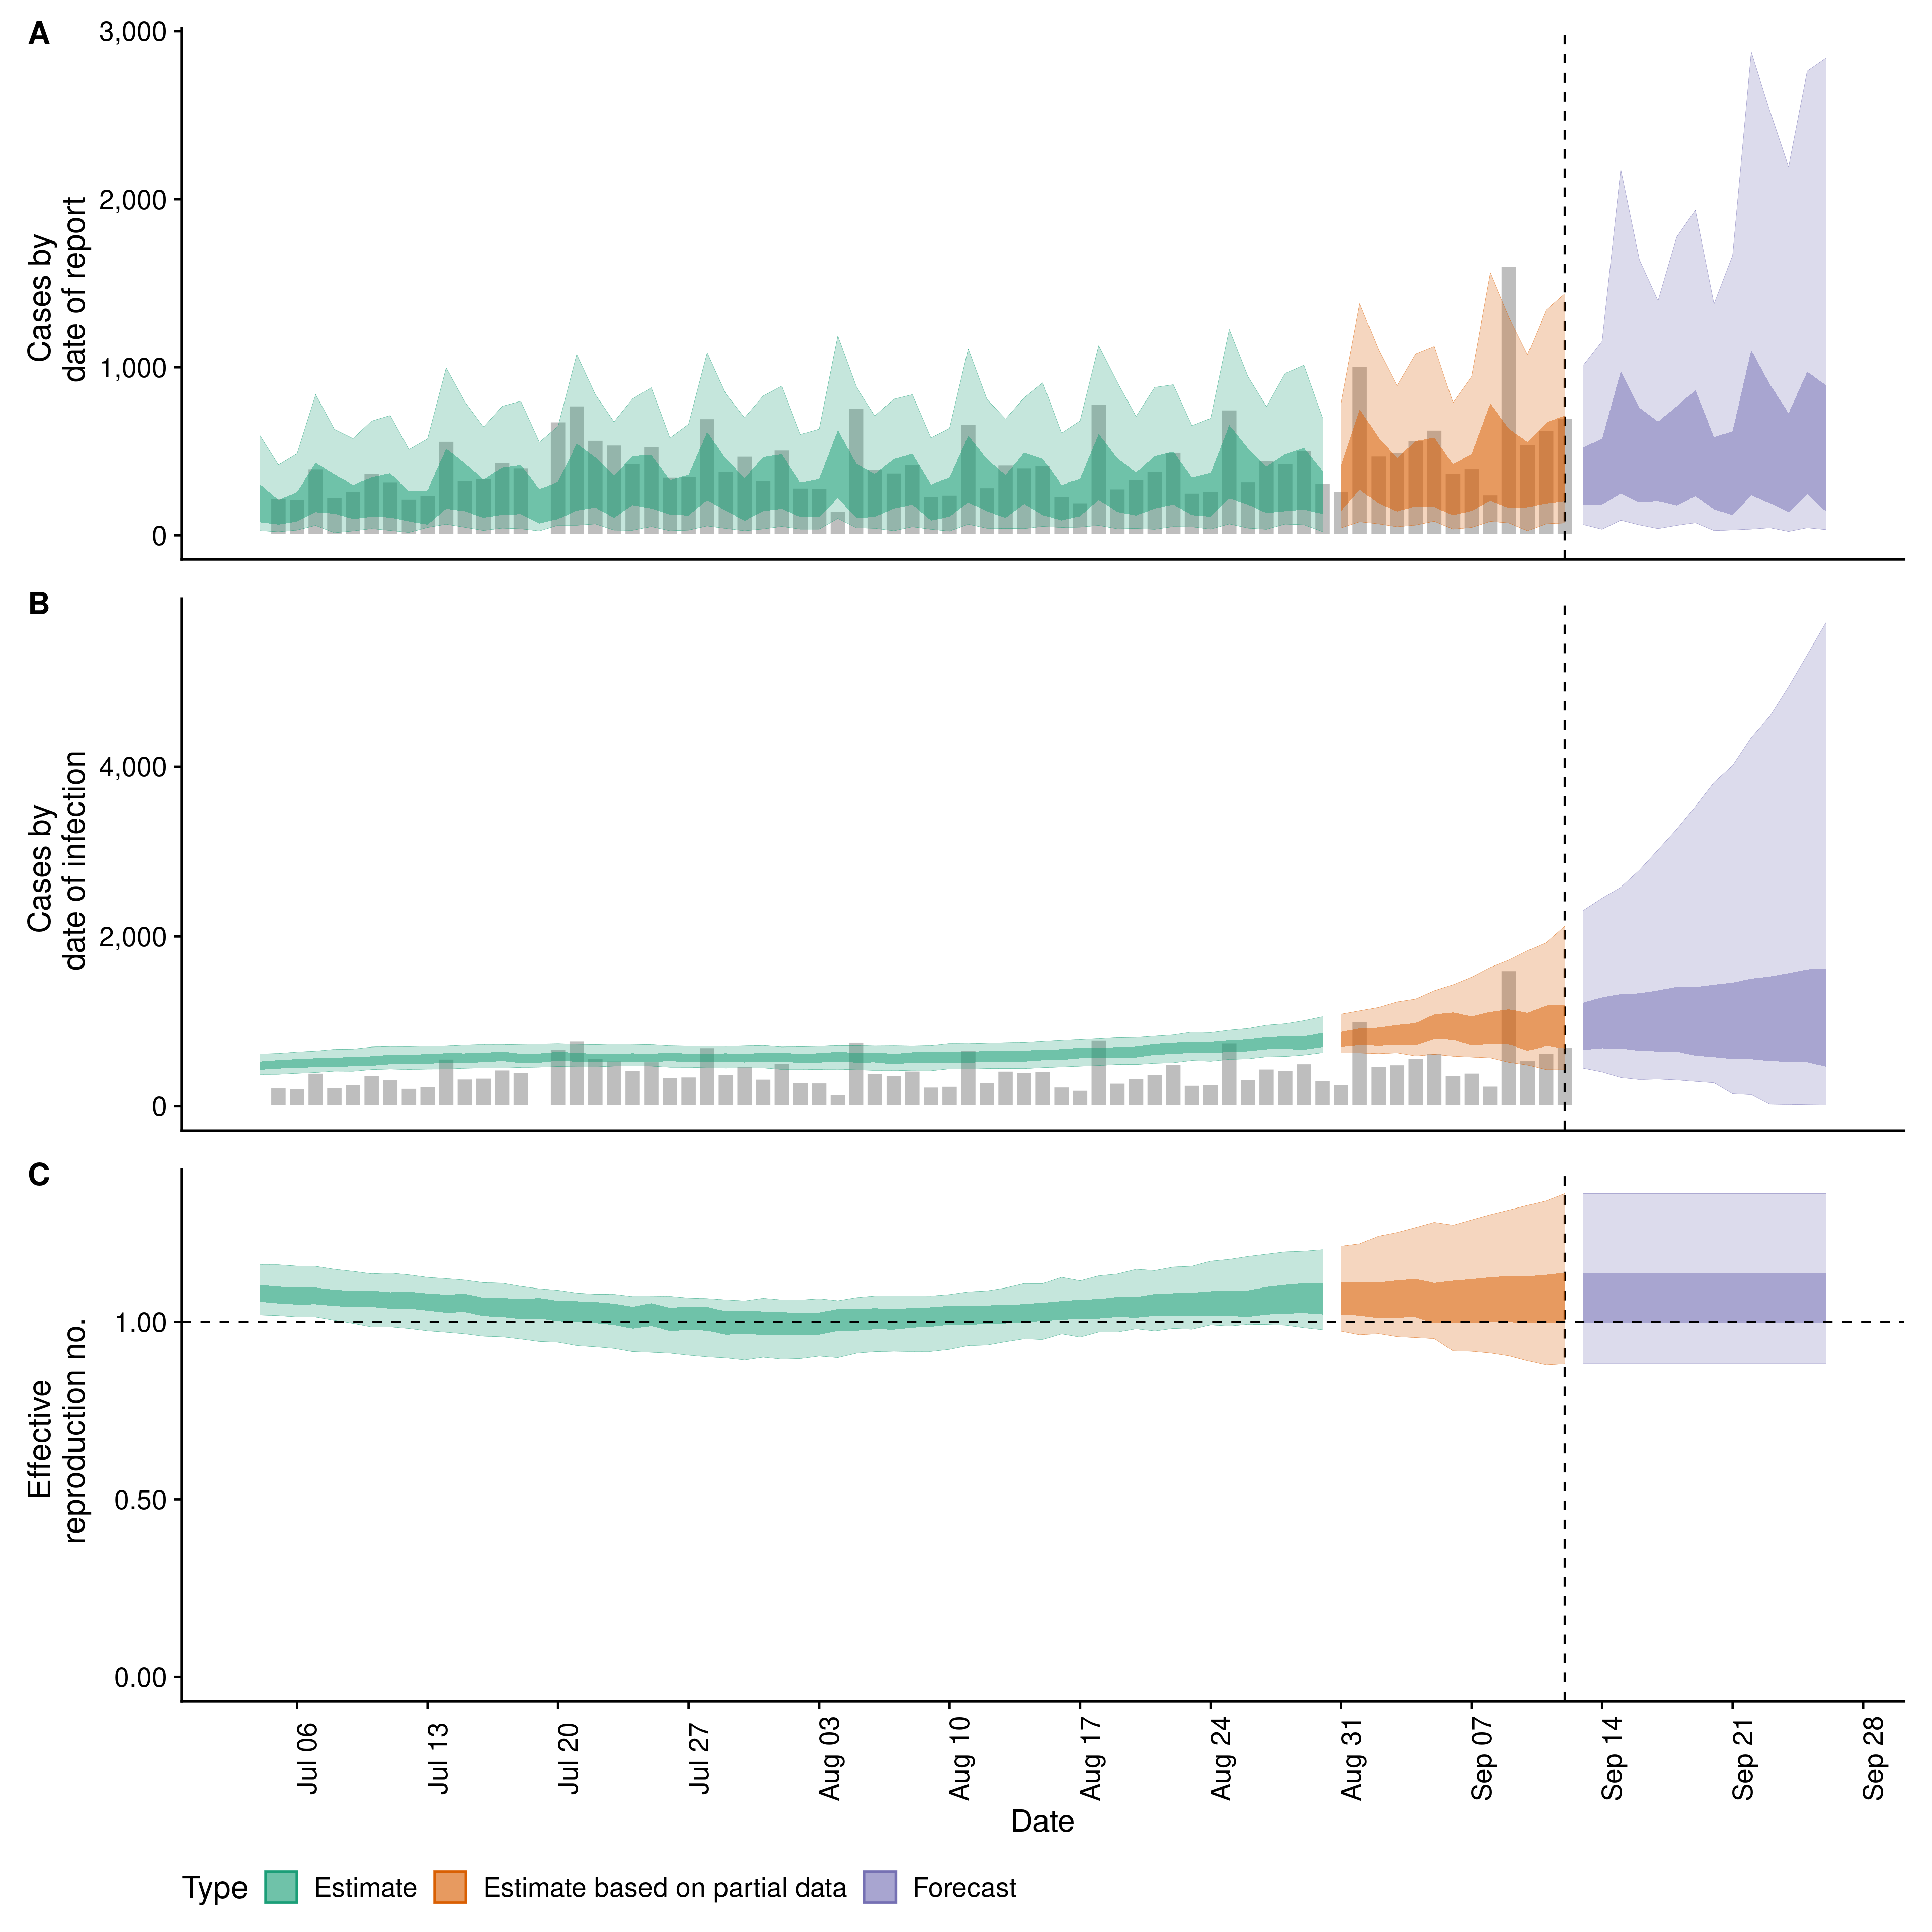 A
Cases by
date of report
3,000
2,000
1,000
0
B
Cases by
date of infection
4,000
2,000
0
C
Effective
reproduction no.
1.00
0.50
0.00
Jul 06
Jul 13
Jul 20
Jul 27
Aug 03
Aug 10
Aug 17
Aug 24
Aug 31
Sep 07
Sep 14
Sep 21
Sep 28
Date
Type Estimate Estimate based on partial data Forecast